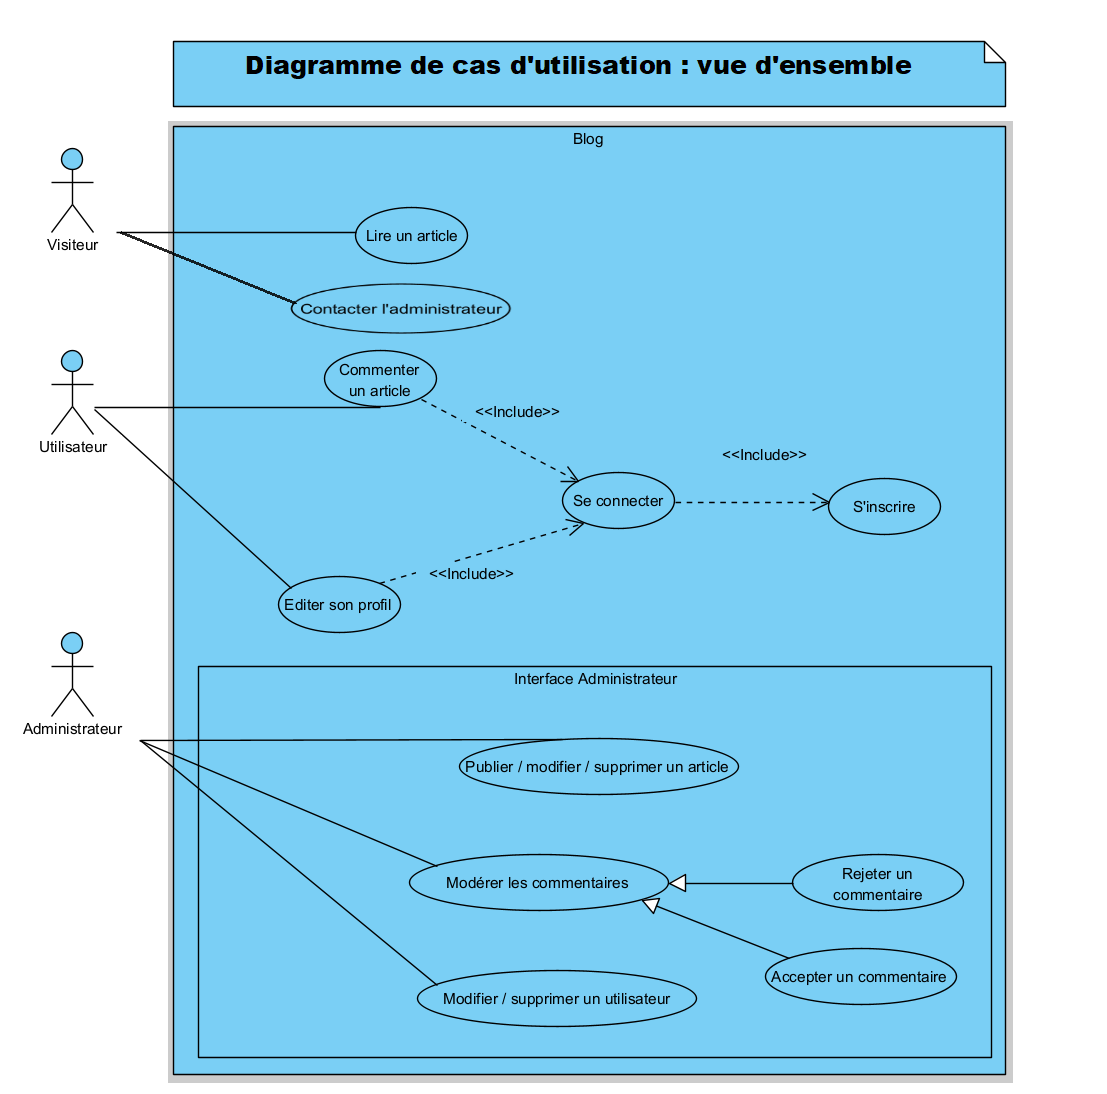 Diagramme de cas d'utilisation : vue d'ensemble
Blog
Visiteur
Lire un article
Contacter l'administrateur
Utilisateur
Commenter
un article
<<Include>>
<<Include>>
Se connecter
S'inscrire
<<Include>>
Editer son profil
Administrateur
Interface Administrateur
Publier / modifier / supprimer un article
Modérer les commentaires
Rejeter un
commentaire
Accepter un commentaire
Modifier / supprimer un utilisateur